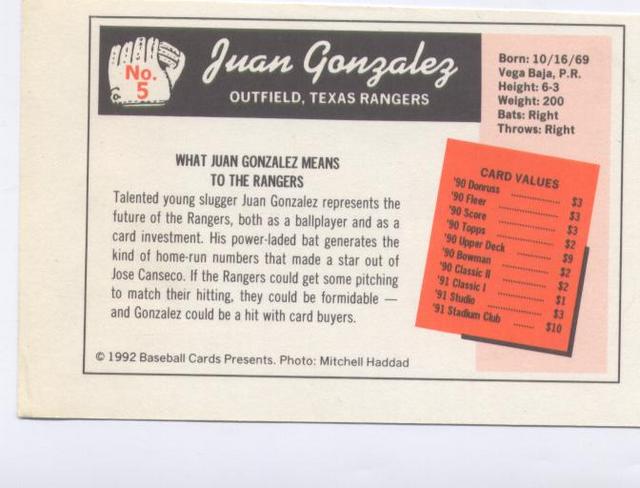 No.
5
Juan Gonzalez
OUTFIELD, TEXAS RANGERS
Born: 10/16/69
Vega Baja, P.R.
Height: 6-3
Weight: 200
Bats: Right
Throws: Right
WHAT JUAN GONZALEZ MEANS
TO THE RANGERS
Talented young slugger Juan Gonzalez represents the
future of the Rangers, both as a ballplayer and as a
card investment. His power-laded bat generates the
kind of home-run numbers that made a star out of
Jose Canseco. If the Rangers could get some pitching
to match their hitting, they could be formidable —
and Gonzalez could be a hit with card buyers.
CARD VALUES
'90 Donruss .................... $3
'90 Fleer .................... $3
'90 Score .................... $3
'90 Topps .................... $2
'90 Upper Deck .................... $9
'90 Bowman .................... $2
'90 Classic II .................... $2
'91 Classic I .................... $1
'91 Studio .................... $3
'91 Stadium Club ....... $10
© 1992 Baseball Cards Presents. Photo: Mitchell Haddad